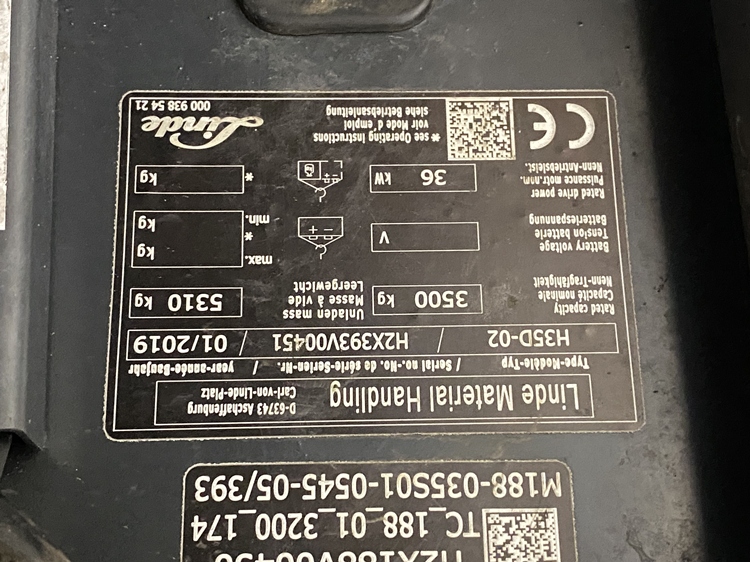 TC_188_01_3200_174
M188-035S01-0545-05/393
Linde Material Handling
D-63743 Aschaffenburg
Carl-von-Linde-Platz
Type-Modèle-Typ / Serial no.-No. de série-Serien-Nr. / year-année-Baujahr
H35D-02 / H2X393V00451 / 01/2019
Rated capacity
Capacité nominale
Nenn-Tragfähigkeit
3500 kg
Unladen mass
Masse à vide
Leergewicht
5310 kg
Battery voltage
Tension batterie
Batteriespannung
V
max.
*
min.
kg
kg
Rated drive power
Puissance motr.nom.
Nenn-Antriebsleist.
36 kW
*
kg
CE
*see Operating instructions
voir Mode d'emploi
siehe Betriebsanleitung
Linde
000 938 54 21